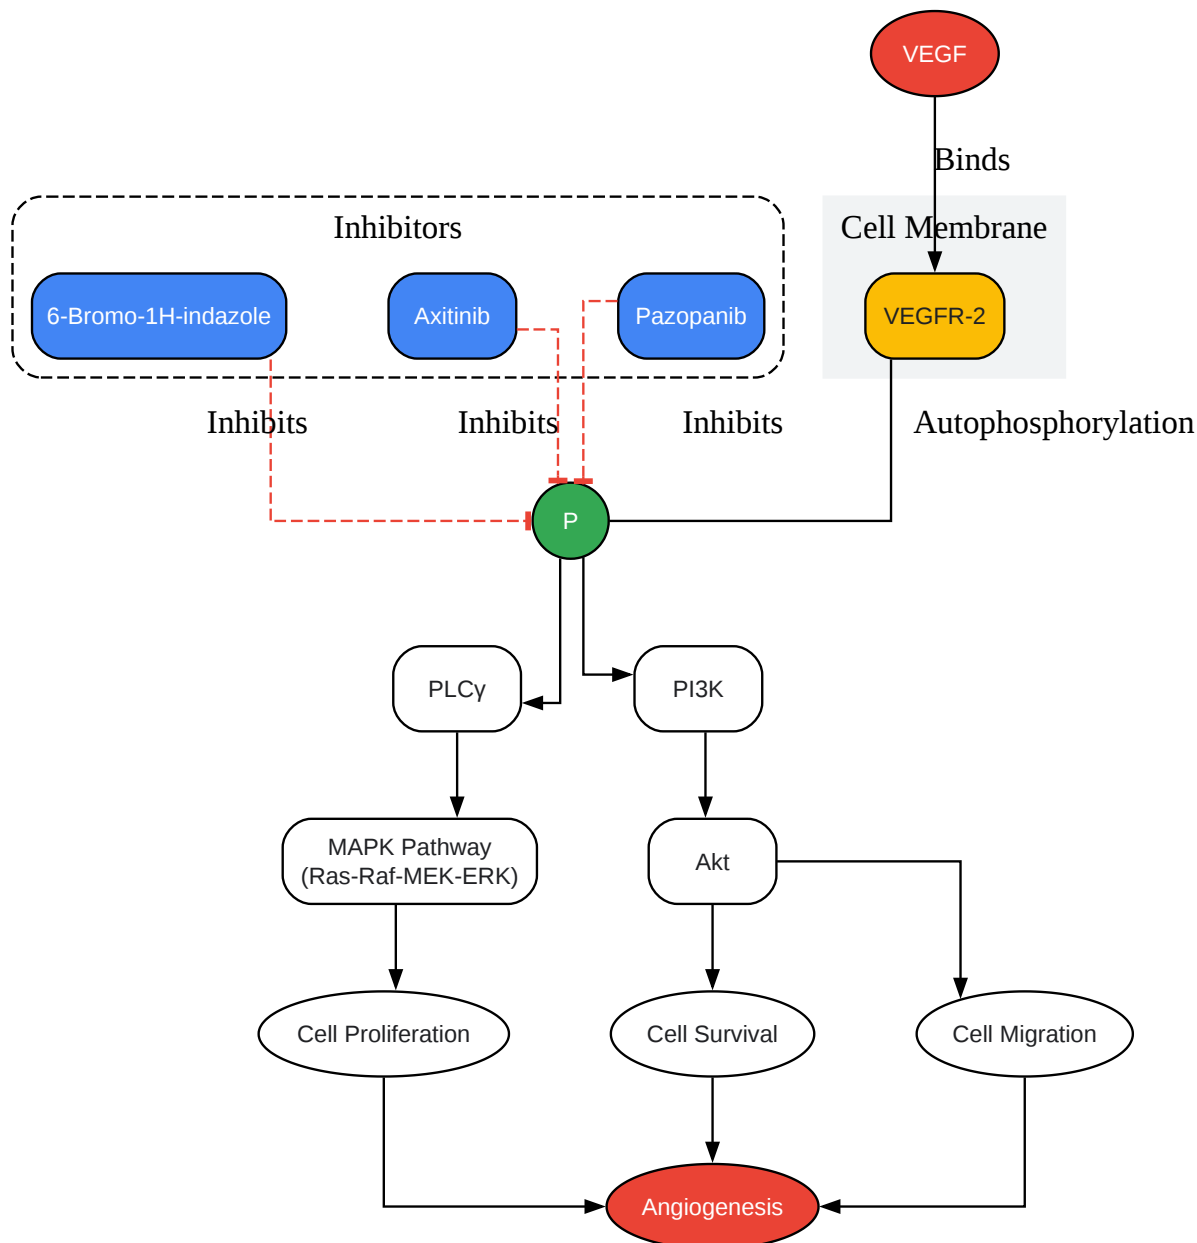 VEGF
Binds
Inhibitors
Cell Membrane
6-Bromo-1H-indazole
Axitinib
Pazopanib
VEGFR-2
Inhibits
Inhibits
Inhibits
Autophosphorylation
P
PLCγ
PI3K
MAPK Pathway
(Ras-Raf-MEK-ERK)
Akt
Cell Proliferation
Cell Survival
Cell Migration
Angiogenesis